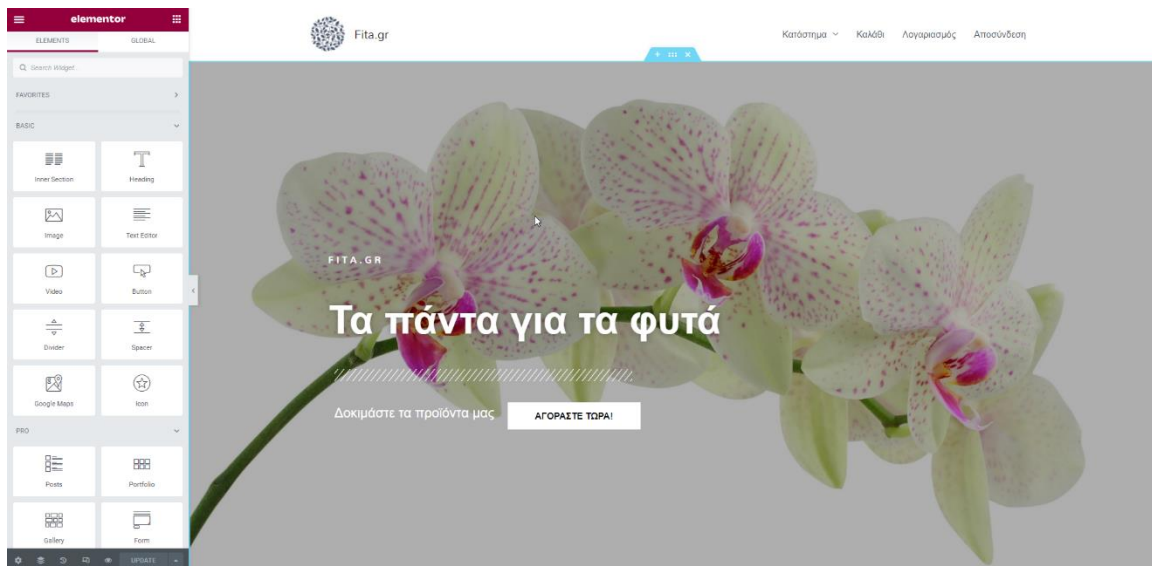 elementor
ELEMENTS GLOBAL
Search Widget...
FAVORITES
BASIC
Inner Section Heading
Image Text Editor
Video Button
Divider Spacer
Google Maps Icon
PRO
Posts Portfolio
Gallery Form
UPDATE
Fita.gr
Κατάστημα Καλάθι Λογαριασμός Αποσύνδεση
FITA.GR
Τα πάντα για τα φυτά
Δοκιμάστε τα προϊόντα μας ΑΓΟΡΑΣΤΕ ΤΩΡΑ!